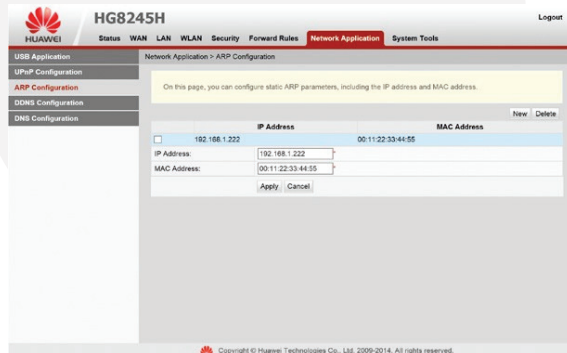 HG8245H
Logout
HUAWEI
Status WAN LAN WLAN Security Forward Rules Network Application System Tools
USB Application
Network Application > ARP Configuration
UPnP Configuration
ARP Configuration
DDNS Configuration
DNS Configuration
On this page, you can configure static ARP parameters, including the IP address and MAC address.
New Delete
IP Address MAC Address
192.168.1.222 00:11:22:33:44:55
IP Address: 192.168.1.222 *
MAC Address: 00:11:22:33:44:55 *
Apply Cancel
Copyright © Huawei Technologies Co., Ltd. 2009-2014. All rights reserved.